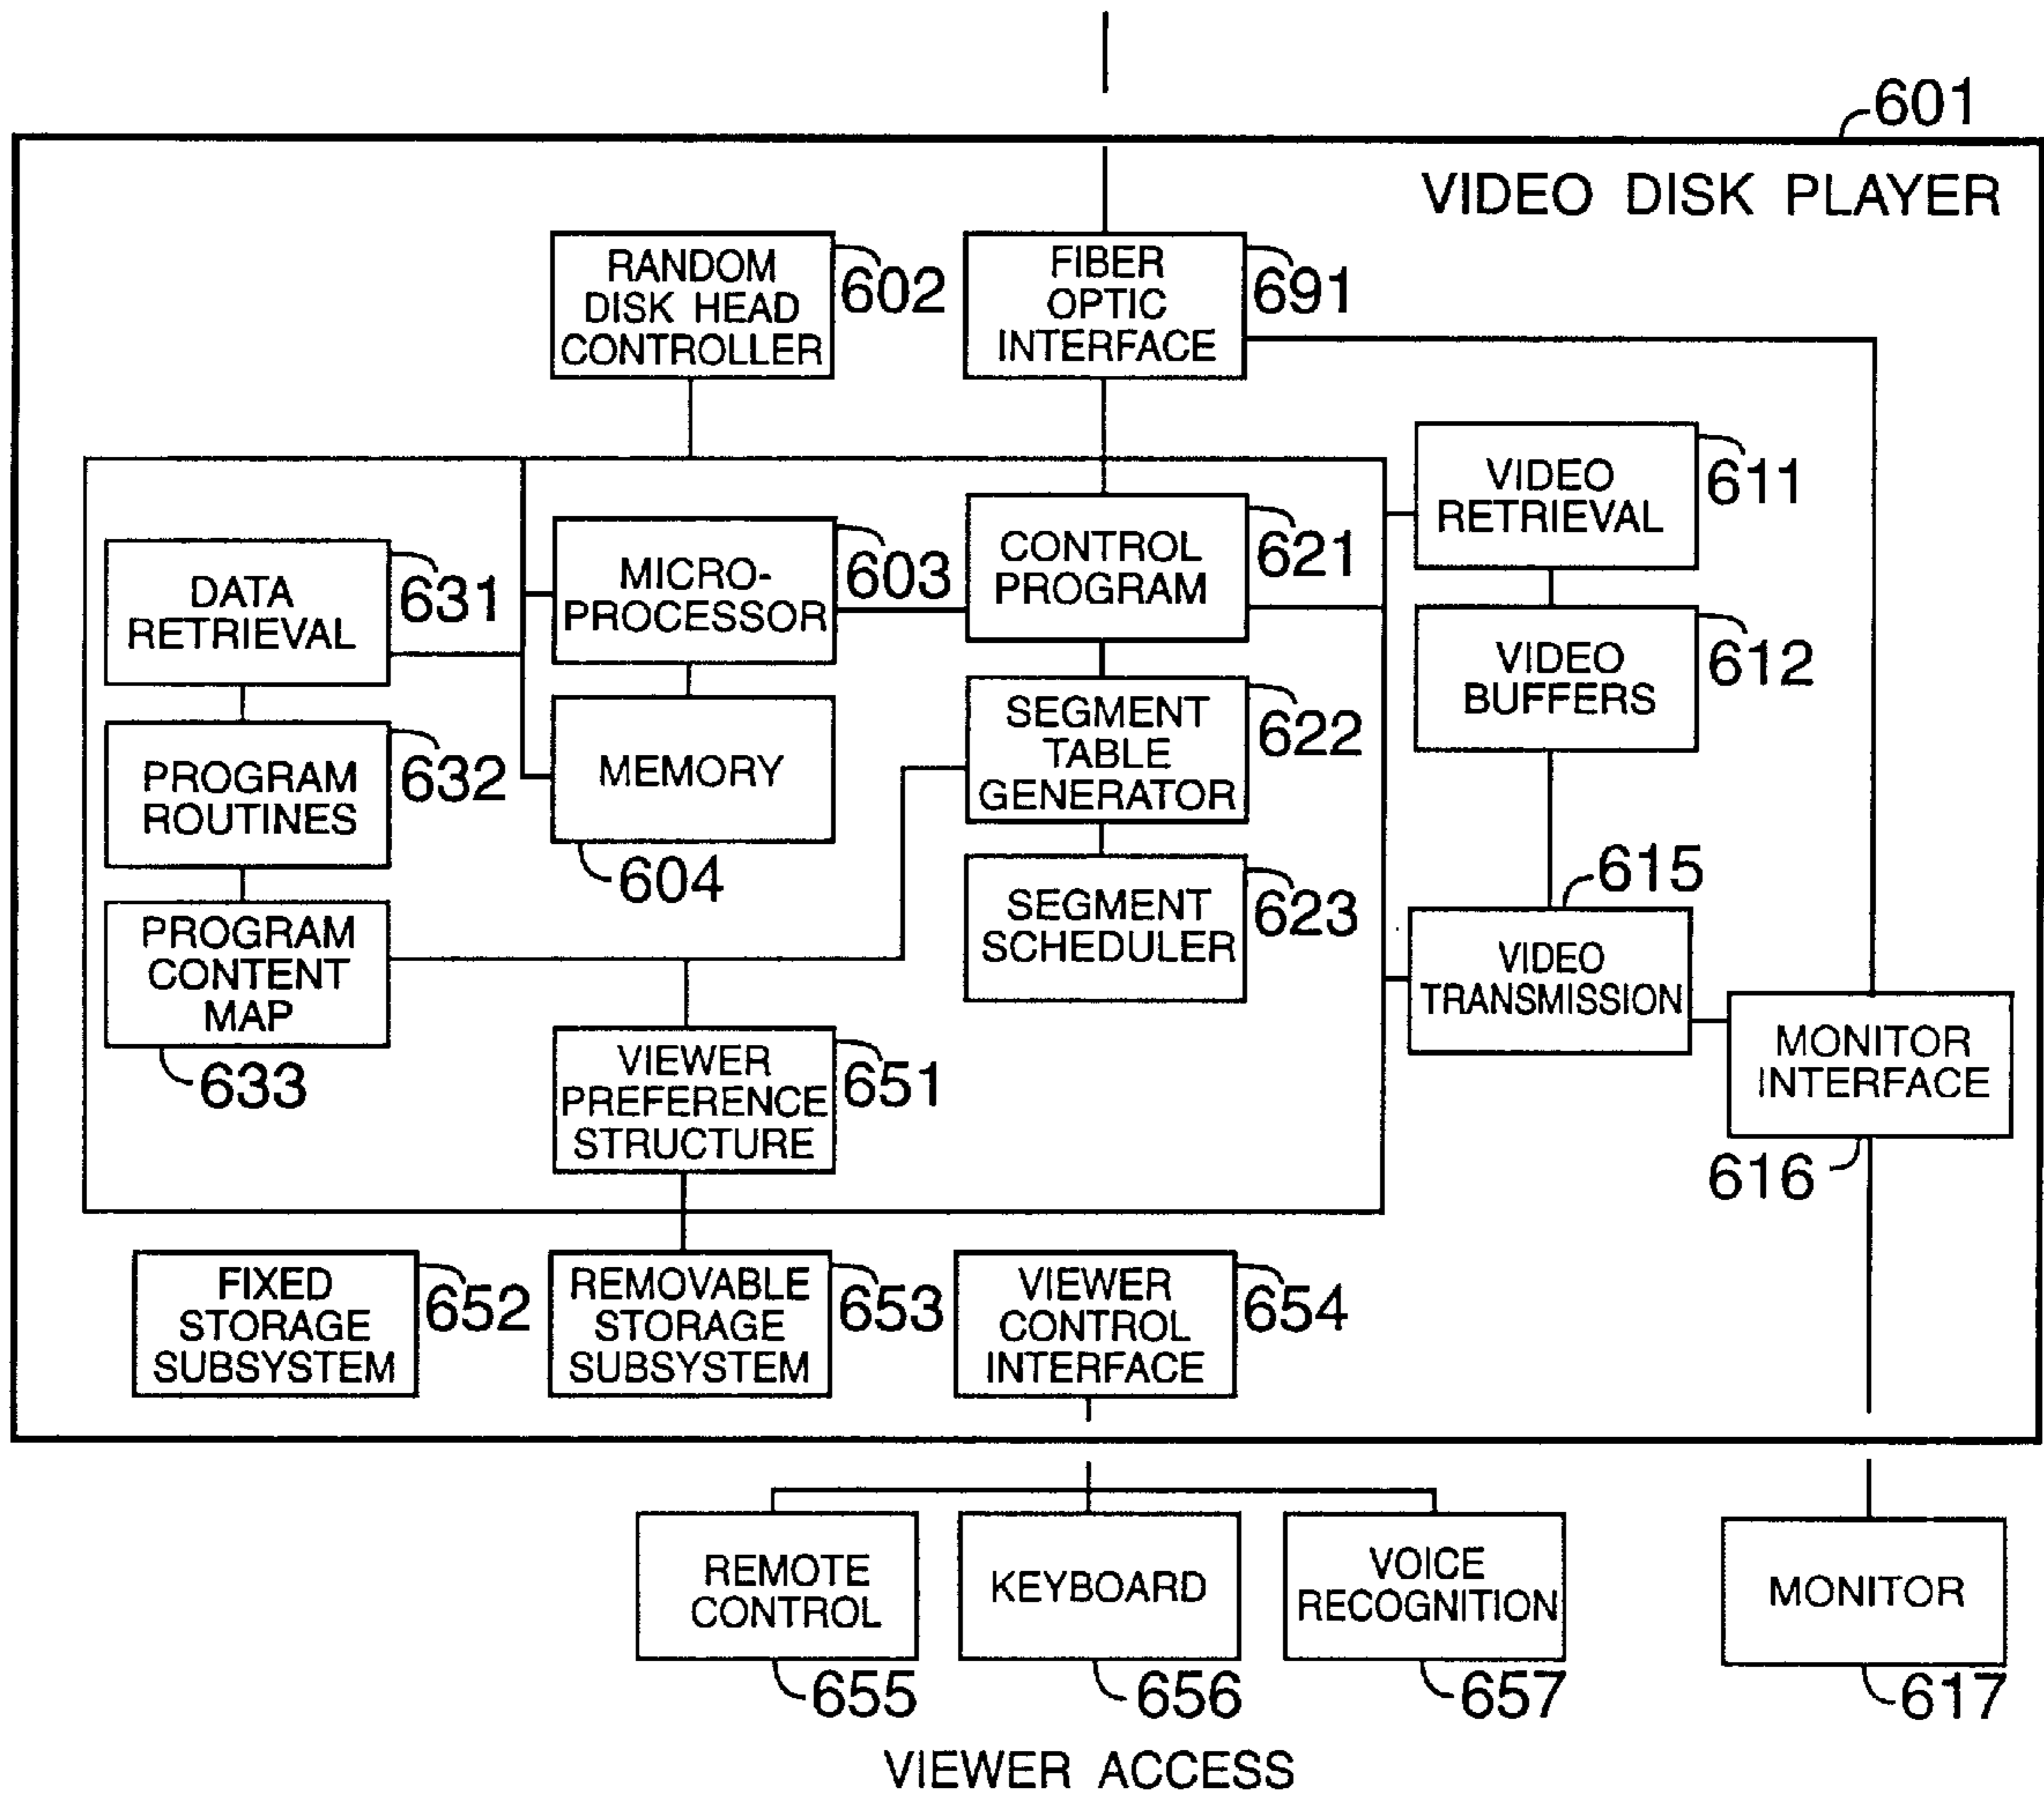 601
VIDEO DISK PLAYER
RANDOM
DISK HEAD
CONTROLLER
602
FIBER
OPTIC
INTERFACE
691
VIDEO
RETRIEVAL
611
DATA
RETRIEVAL
631
MICRO-
PROCESSOR
603
CONTROL
PROGRAM
621
VIDEO
BUFFERS
612
PROGRAM
ROUTINES
632
MEMORY
604
SEGMENT
TABLE
GENERATOR
622
PROGRAM
CONTENT
MAP
633
SEGMENT
SCHEDULER
623
615
VIDEO
TRANSMISSION
MONITOR
INTERFACE
616
VIEWER
PREFERENCE
STRUCTURE
651
FIXED
STORAGE
SUBSYSTEM
652
REMOVABLE
STORAGE
SUBSYSTEM
653
VIEWER
CONTROL
INTERFACE
654
REMOTE
CONTROL
655
KEYBOARD
656
VOICE
RECOGNITION
657
MONITOR
617
VIEWER ACCESS